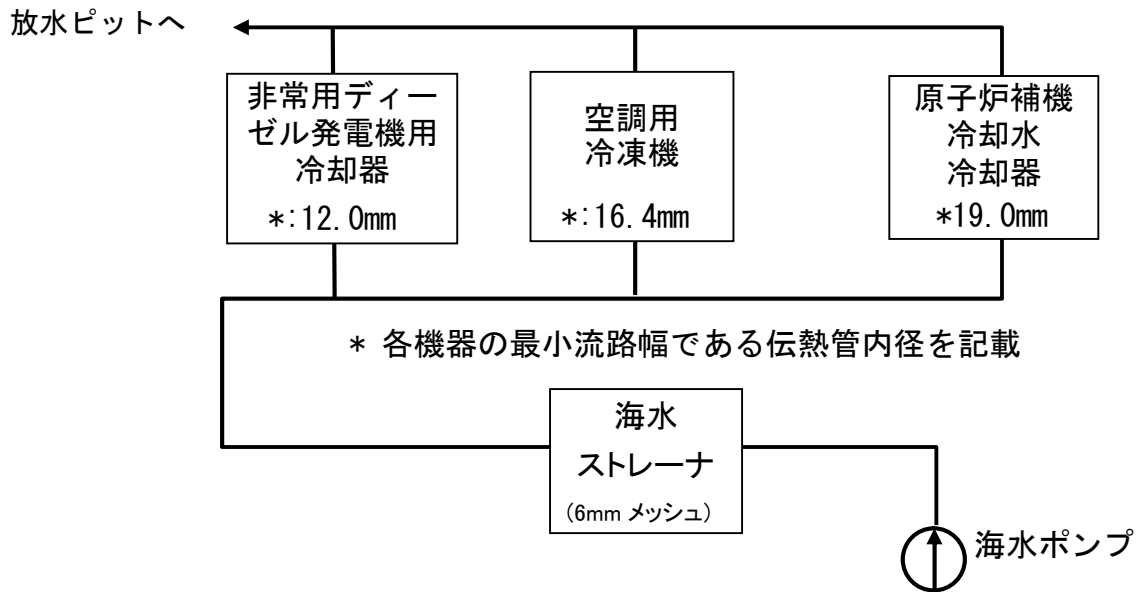 放水ピットへ
非常用ディー
ゼル発電機用
冷却器
*:12.0mm
空調用
冷凍機
*:16.4mm
原子炉補機
冷却水
冷却器
*19.0mm
* 各機器の最小流路幅である伝熱管内径を記載
海水
ストレーナ
(6mm メッシュ)
海水ポンプ